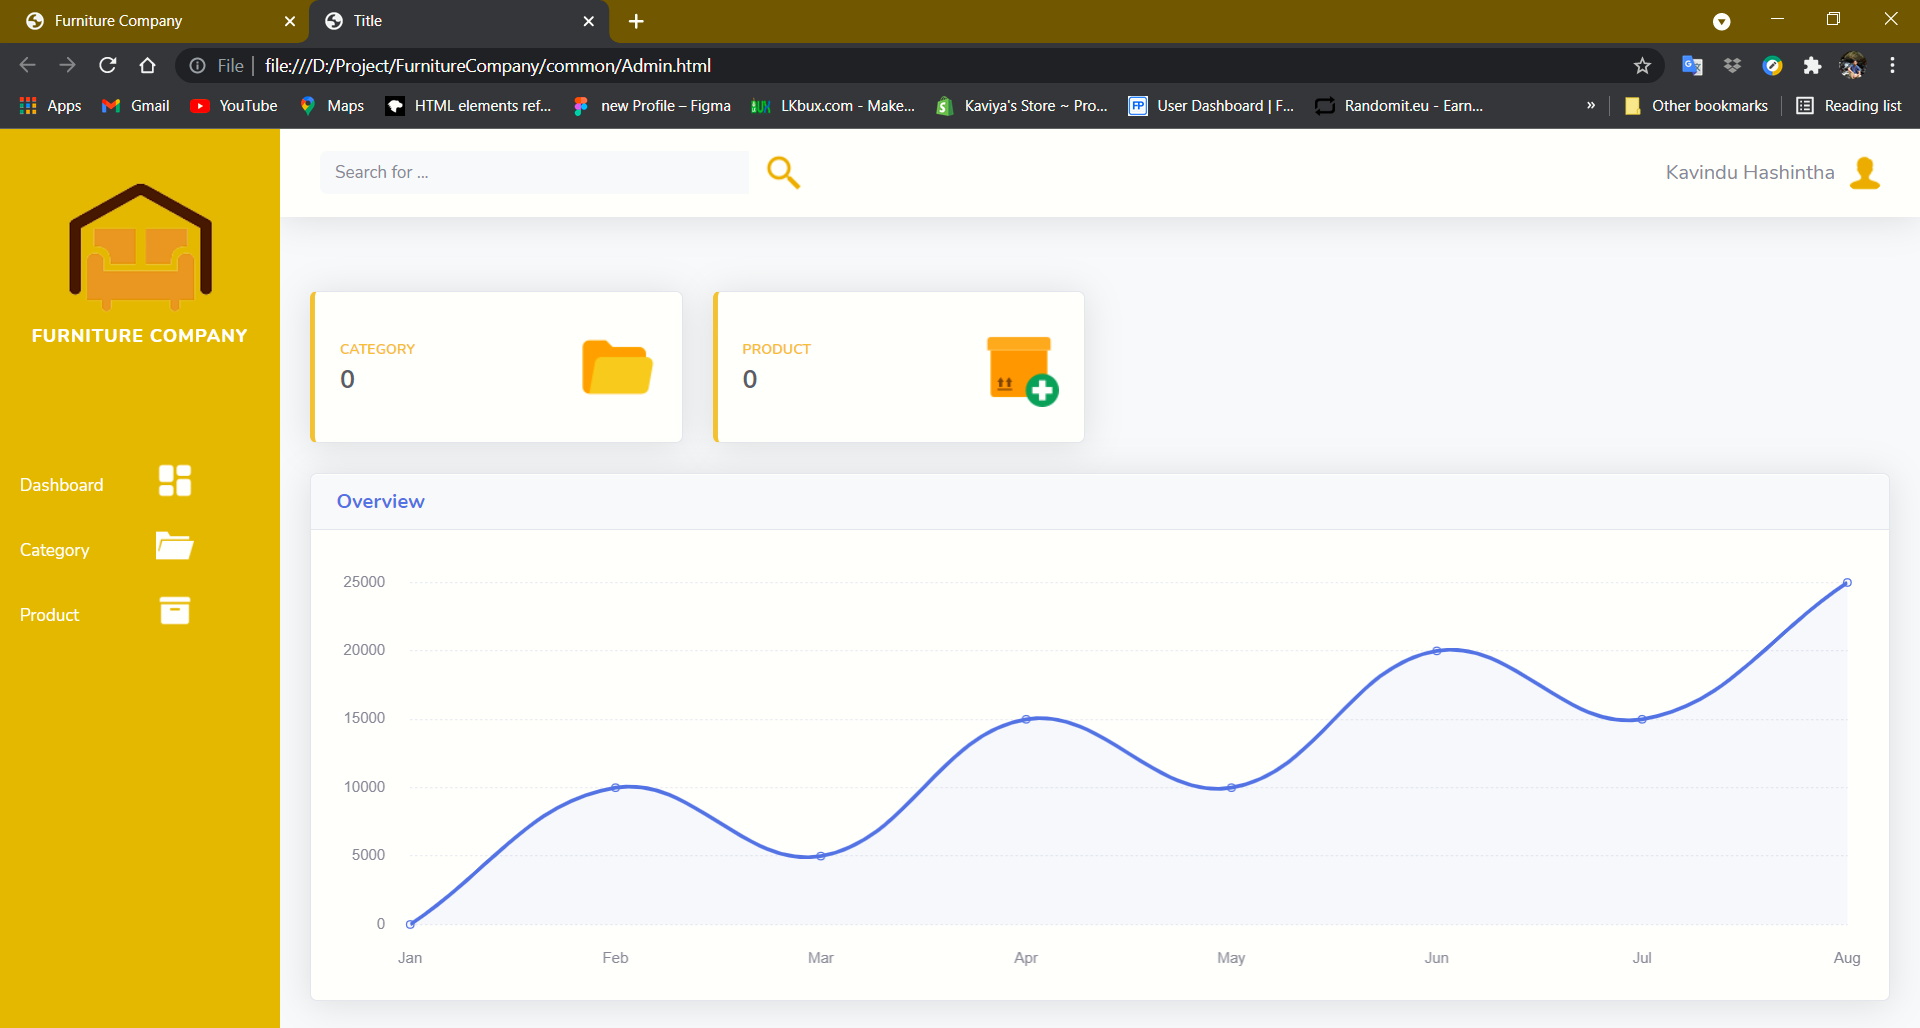 Furniture Company
Title
File
file:///D:/Project/FurnitureCompany/common/Admin.html
Apps
Gmail
YouTube
Maps
HTML elements ref...
new Profile – Figma
LKbux.com - Make...
Kaviya's Store ~ Pro...
FP
User Dashboard | F...
Randomit.eu - Earn...
»
Other bookmarks
Reading list
FURNITURE COMPANY
Dashboard
Category
Product
Search for ...
Kavindu Hashintha
CATEGORY
0
PRODUCT
0
Overview
25000
20000
15000
10000
5000
0
Jan Feb Mar Apr May Jun Jul Aug